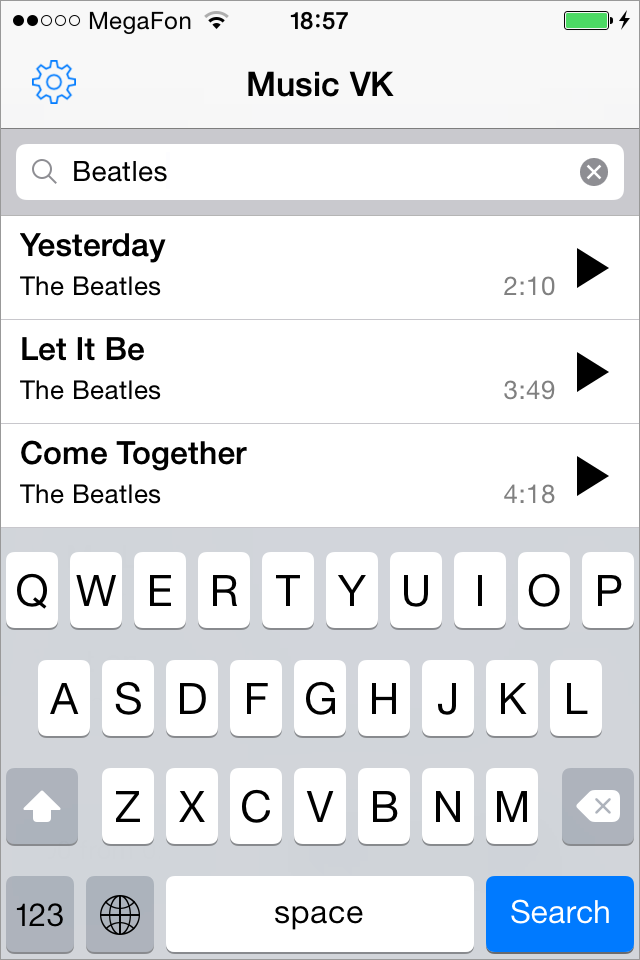 MegaFon 18:57
Music VK
Beatles
Yesterday
The Beatles 2:10
Let It Be
The Beatles 3:49
Come Together
The Beatles 4:18
Q W E R T Y U I O P
A S D F G H J K L
Z X C V B N M
123 space Search